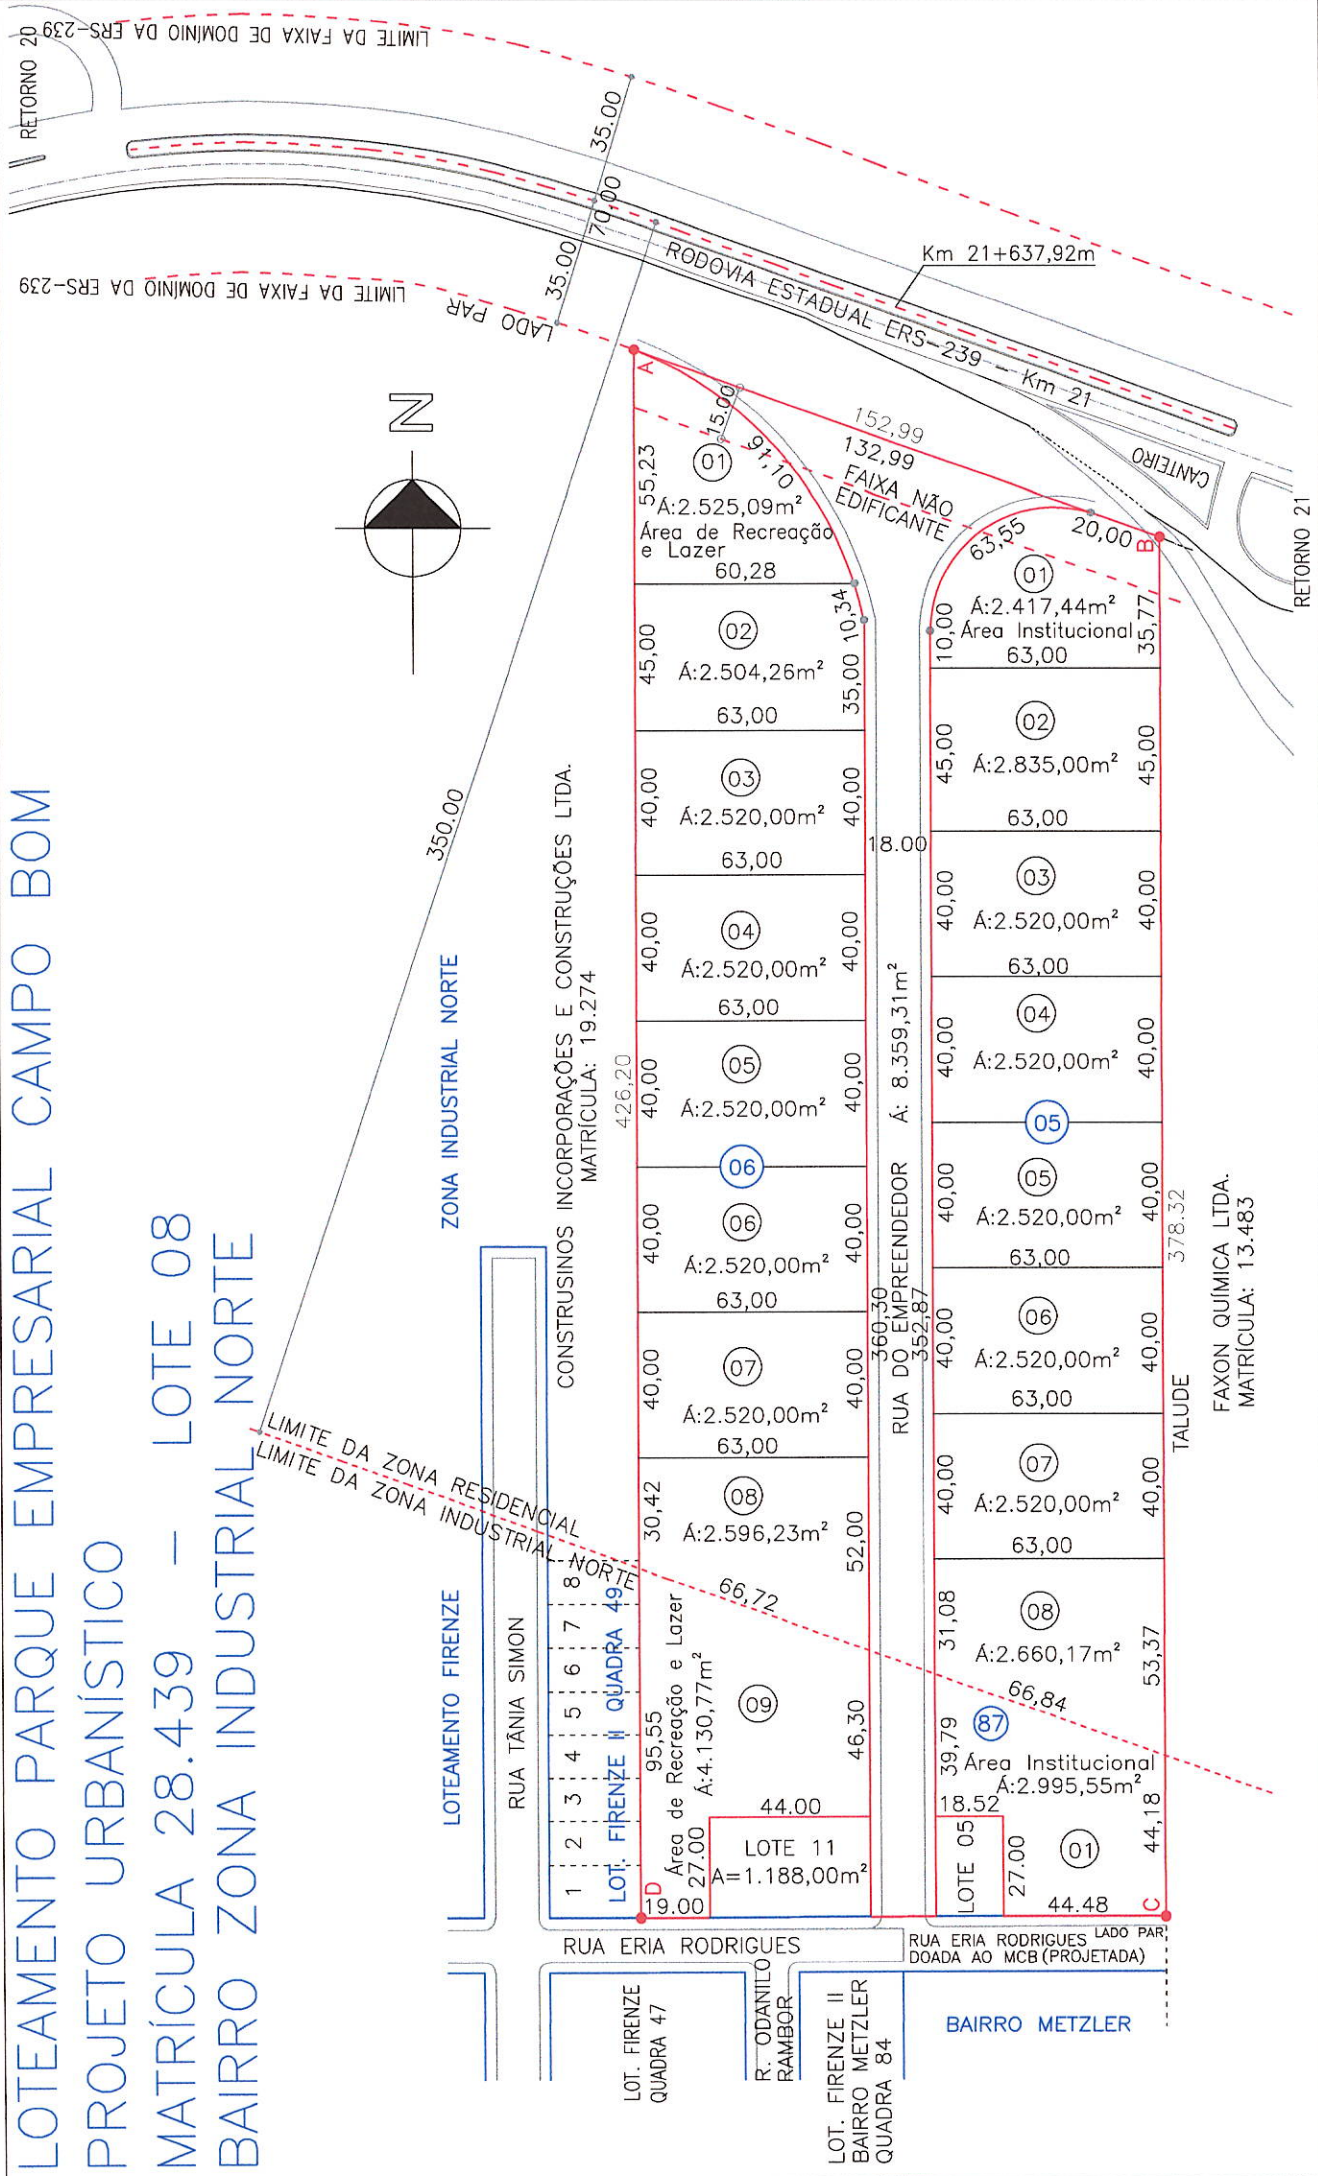 LOTEAMENTO PARQUE EMPRESARIAL CAMPO BOM
PROJETO URBANÍSTICO
MATRÍCULA 28.439 – LOTE 08
BAIRRO ZONA INDUSTRIAL NORTE
RETORNO 20
LIMITE DA FAIXA DE DOMÍNIO DA ERS-239
LIMITE DA FAIXA DE DOMÍNIO DA ERS-239
LADO PAR
35.00
70,00
35.00
RODOVIA ESTADUAL ERS-239 – Km 21
Km 21+637,92m
CANTEIRO
RETORNO 21
N
350.00
LIMITE DA ZONA RESIDENCIAL
LIMITE DA ZONA INDUSTRIAL NORTE
ZONA INDUSTRIAL NORTE
LOTEAMENTO FIRENZE
RUA TÂNIA SIMON
CONSTRUSINOS INCORPORAÇÕES E CONSTRUÇÕES LTDA.
MATRÍCULA: 19.274
426,20
1 2 3 4 5 6 7 8
LOT. FIRENZE II QUADRA 49
D
95,55
30,42
40,00
40,00
40,00
40,00
40,00
45,00
55,23
A
19.00
27.00
Área de Recreação e Lazer
Á:4.130,77m²
09
LOTE 11
A=1.188,00m²
44.00
46,30
66,72
08
Á:2.596,23m²
52,00
63,00
07
Á:2.520,00m²
40,00
63,00
06
Á:2.520,00m²
40,00
06
05
Á:2.520,00m²
40,00
63,00
04
Á:2.520,00m²
40,00
63,00
03
Á:2.520,00m²
40,00
63,00
02
Á:2.504,26m²
35,00
10,34
60,28
01
Á:2.525,09m²
Área de Recreação
e Lazer
91,10
15.00
152,99
132,99
FAIXA NÃO
EDIFICANTE
360,30
RUA DO EMPREENDEDOR Á: 8.359,31m²
352,87
18.00
63,55
20,00
B
01
Á:2.417,44m²
Área Institucional
10,00
35,77
63,00
02
Á:2.835,00m²
45,00
45,00
63,00
03
Á:2.520,00m²
40,00
40,00
63,00
04
Á:2.520,00m²
40,00
40,00
05
05
Á:2.520,00m²
40,00
40,00
63,00
06
Á:2.520,00m²
40,00
40,00
63,00
07
Á:2.520,00m²
40,00
40,00
63,00
08
Á:2.660,17m²
31,08
53,37
66,84
87
39,79
Área Institucional
Á:2.995,55m²
18.52
LOTE 05
27.00
01
44,18
44.48
C
378.32
TALUDE
FAXON QUÍMICA LTDA.
MATRÍCULA: 13.483
RUA ERIA RODRIGUES
RUA ERIA RODRIGUES LADO PAR
DOADA AO MCB (PROJETADA)
LOT. FIRENZE
QUADRA 47
R. ODANILO
RAMBOR
LOT. FIRENZE II
BAIRRO METZLER
QUADRA 84
BAIRRO METZLER